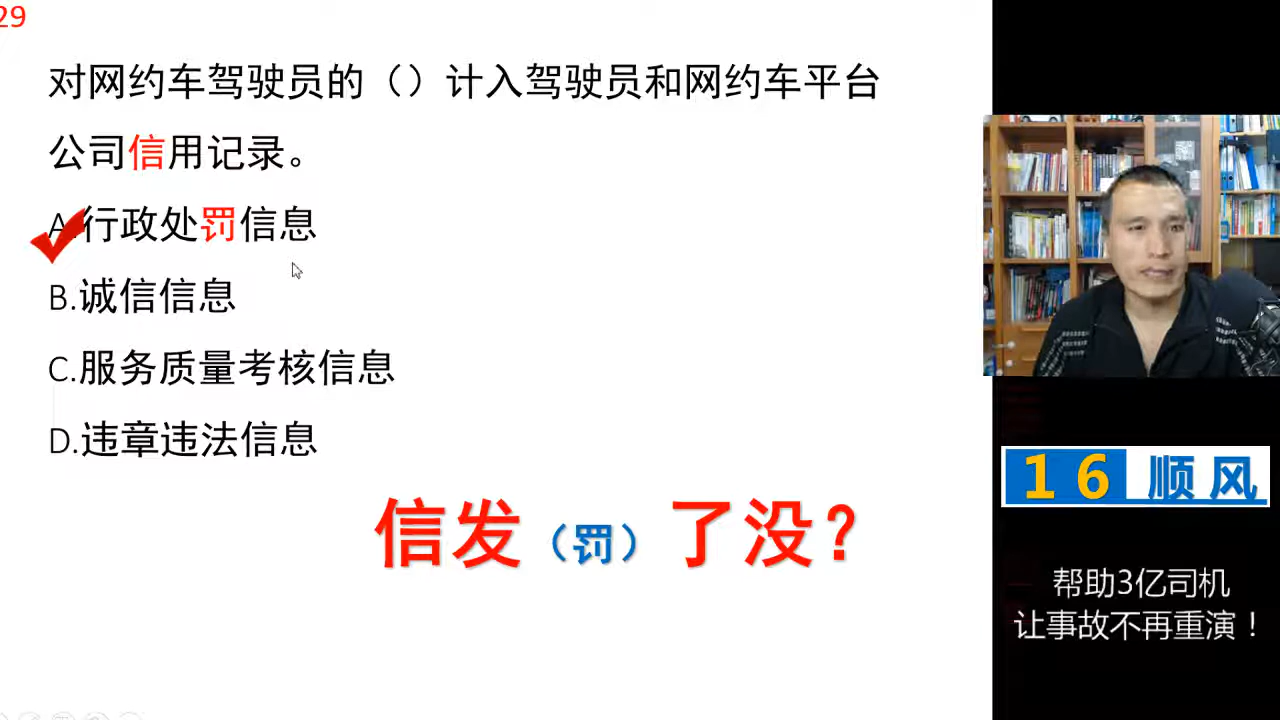 29
对网约车驾驶员的（）计入驾驶员和网约车平台
公司信用记录。
A.行政处罚信息
B.诚信信息
C.服务质量考核信息
D.违章违法信息
信发（罚）了没？
16顺风
帮助3亿司机
让事故不再重演！